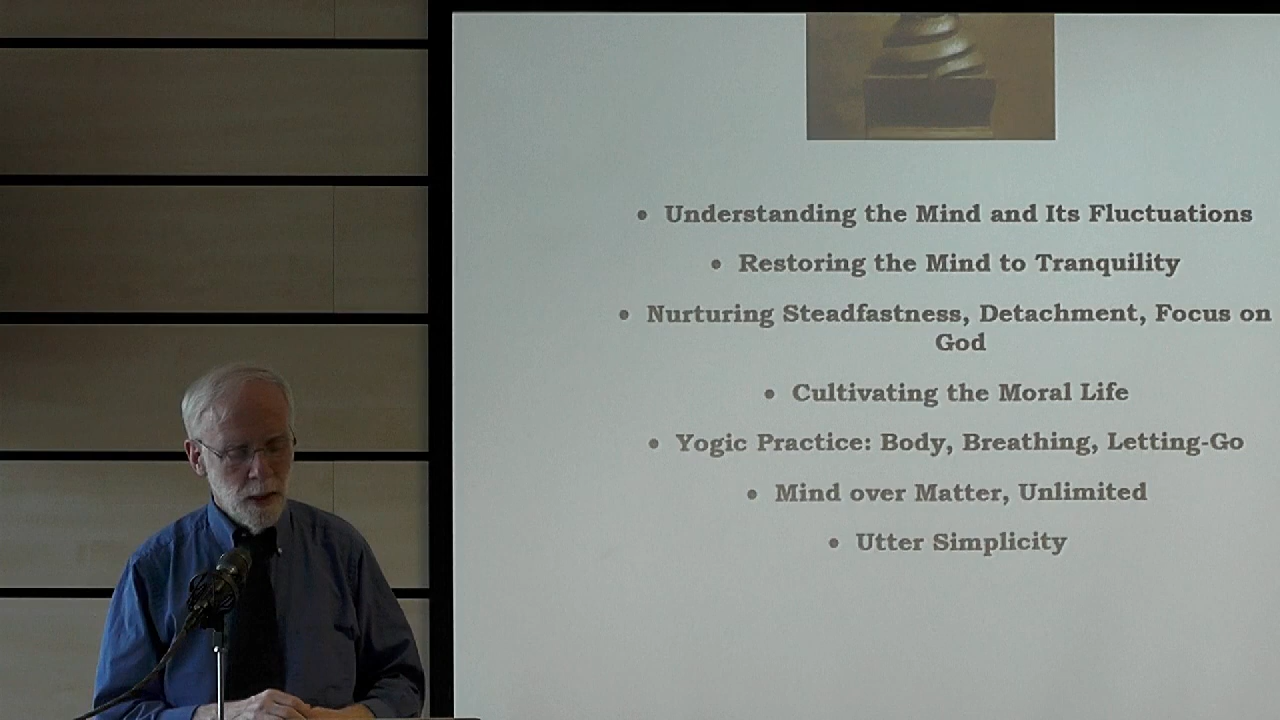 • Understanding the Mind and Its Fluctuations
• Restoring the Mind to Tranquility
• Nurturing Steadfastness, Detachment, Focus on
God
• Cultivating the Moral Life
• Yogic Practice: Body, Breathing, Letting-Go
• Mind over Matter, Unlimited
• Utter Simplicity